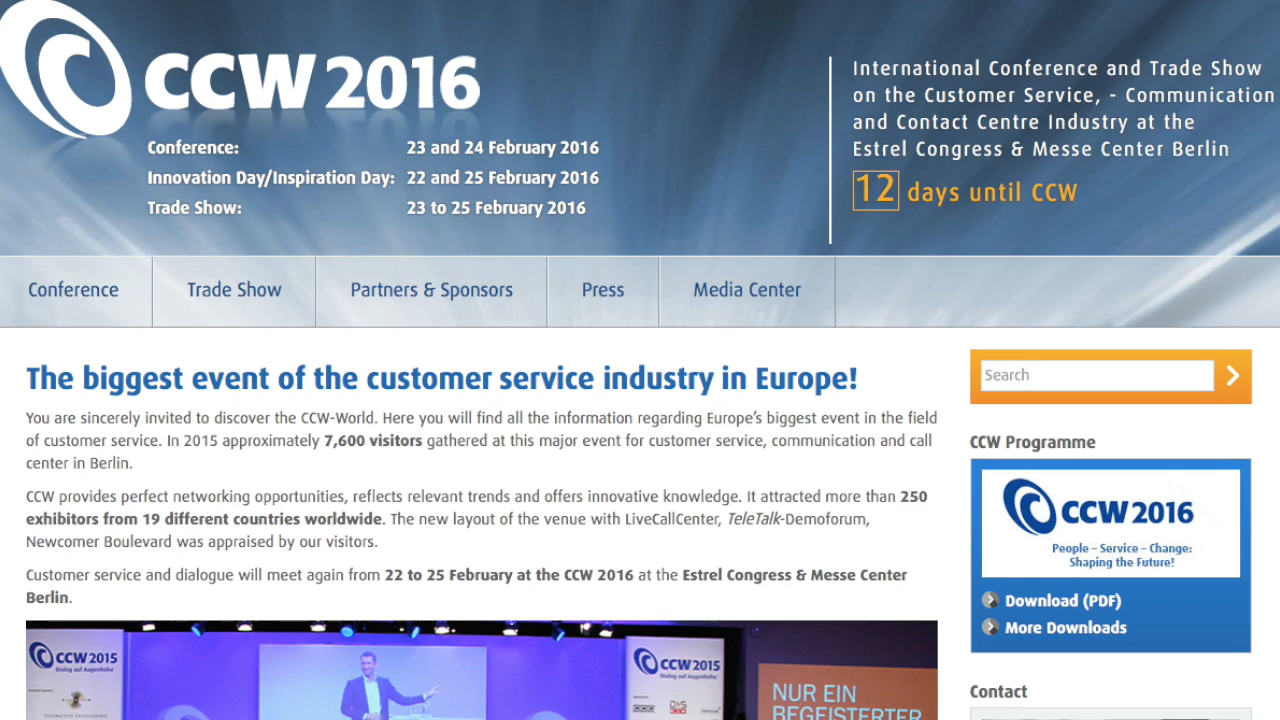 CCW 2016
Conference: 23 and 24 February 2016
Innovation Day/Inspiration Day: 22 and 25 February 2016
Trade Show: 23 to 25 February 2016
International Conference and Trade Show
on the Customer Service, - Communication
and Contact Centre Industry at the
Estrel Congress & Messe Center Berlin
12 days until CCW
Conference
Trade Show
Partners & Sponsors
Press
Media Center
The biggest event of the customer service industry in Europe!
You are sincerely invited to discover the CCW-World. Here you will find all the information regarding Europe's biggest event in the field
of customer service. In 2015 approximately 7,600 visitors gathered at this major event for customer service, communication and call
center in Berlin.
CCW provides perfect networking opportunities, reflects relevant trends and offers innovative knowledge. It attracted more than 250
exhibitors from 19 different countries worldwide. The new layout of the venue with LiveCallCenter, TeleTalk-Demoforum,
Newcomer Boulevard was appraised by our visitors.
Customer service and dialogue will meet again from 22 to 25 February at the CCW 2016 at the Estrel Congress & Messe Center
Berlin.
CCW 2015
Dialog auf Augenhöhe
INTERACTIVE INTELLIGENCE
CCW 2015
Dialog auf Augenhöhe
NUR EIN
BEGEISTERTER
Search
CCW Programme
CCW 2016
People – Service – Change:
Shaping the Future!
Download (PDF)
More Downloads
Contact